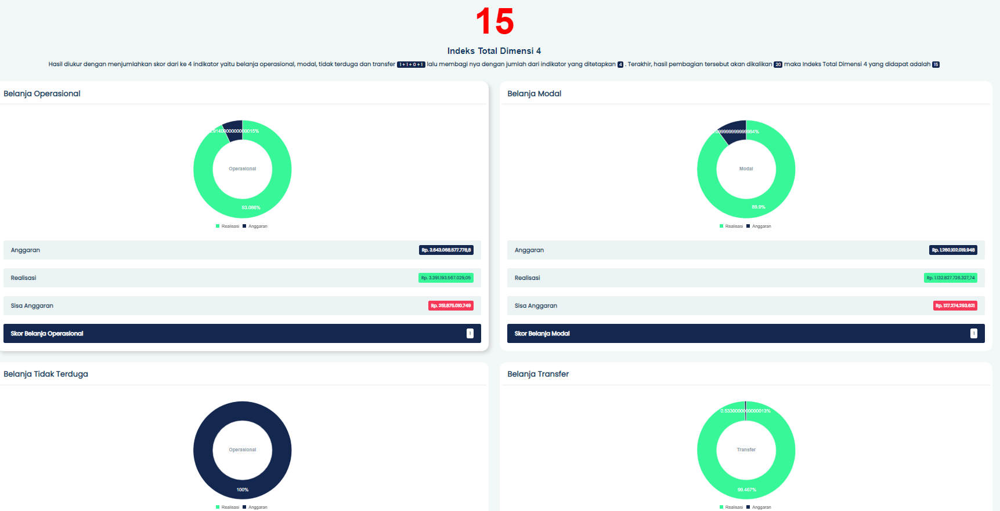 15
Indeks Total Dimensi 4
Hasil diukur dengan menjumlahkan skor dari ke 4 indikator yaitu belanja operasional, modal, tidak terduga dan transfer 1 + 1 + 0 + 1 lalu membagi nya dengan jumlah dari indikator yang ditetapkan 4 . Terakhir, hasil pembagian tersebut akan dikalikan 20 maka Indeks Total Dimensi 4 yang didapat adalah 15
Belanja Operasional
Operasional
93.086%
Realisasi Anggaran
Anggaran Rp. 3.643.068.577.778,8
Realisasi Rp. 3.391.193.567.029,05
Sisa Anggaran Rp. 251.875.010.749
Skor Belanja Operasional 1
Belanja Modal
Modal
89.9%
Realisasi Anggaran
Anggaran Rp. 1.260.102.019.948
Realisasi Rp. 1.132.827.726.327,74
Sisa Anggaran Rp. 127.274.293.621
Skor Belanja Modal 1
Belanja Tidak Terduga
Operasional
100%
Realisasi Anggaran
Belanja Transfer
0.5330000000000013%
Transfer
99.467%
Realisasi Anggaran